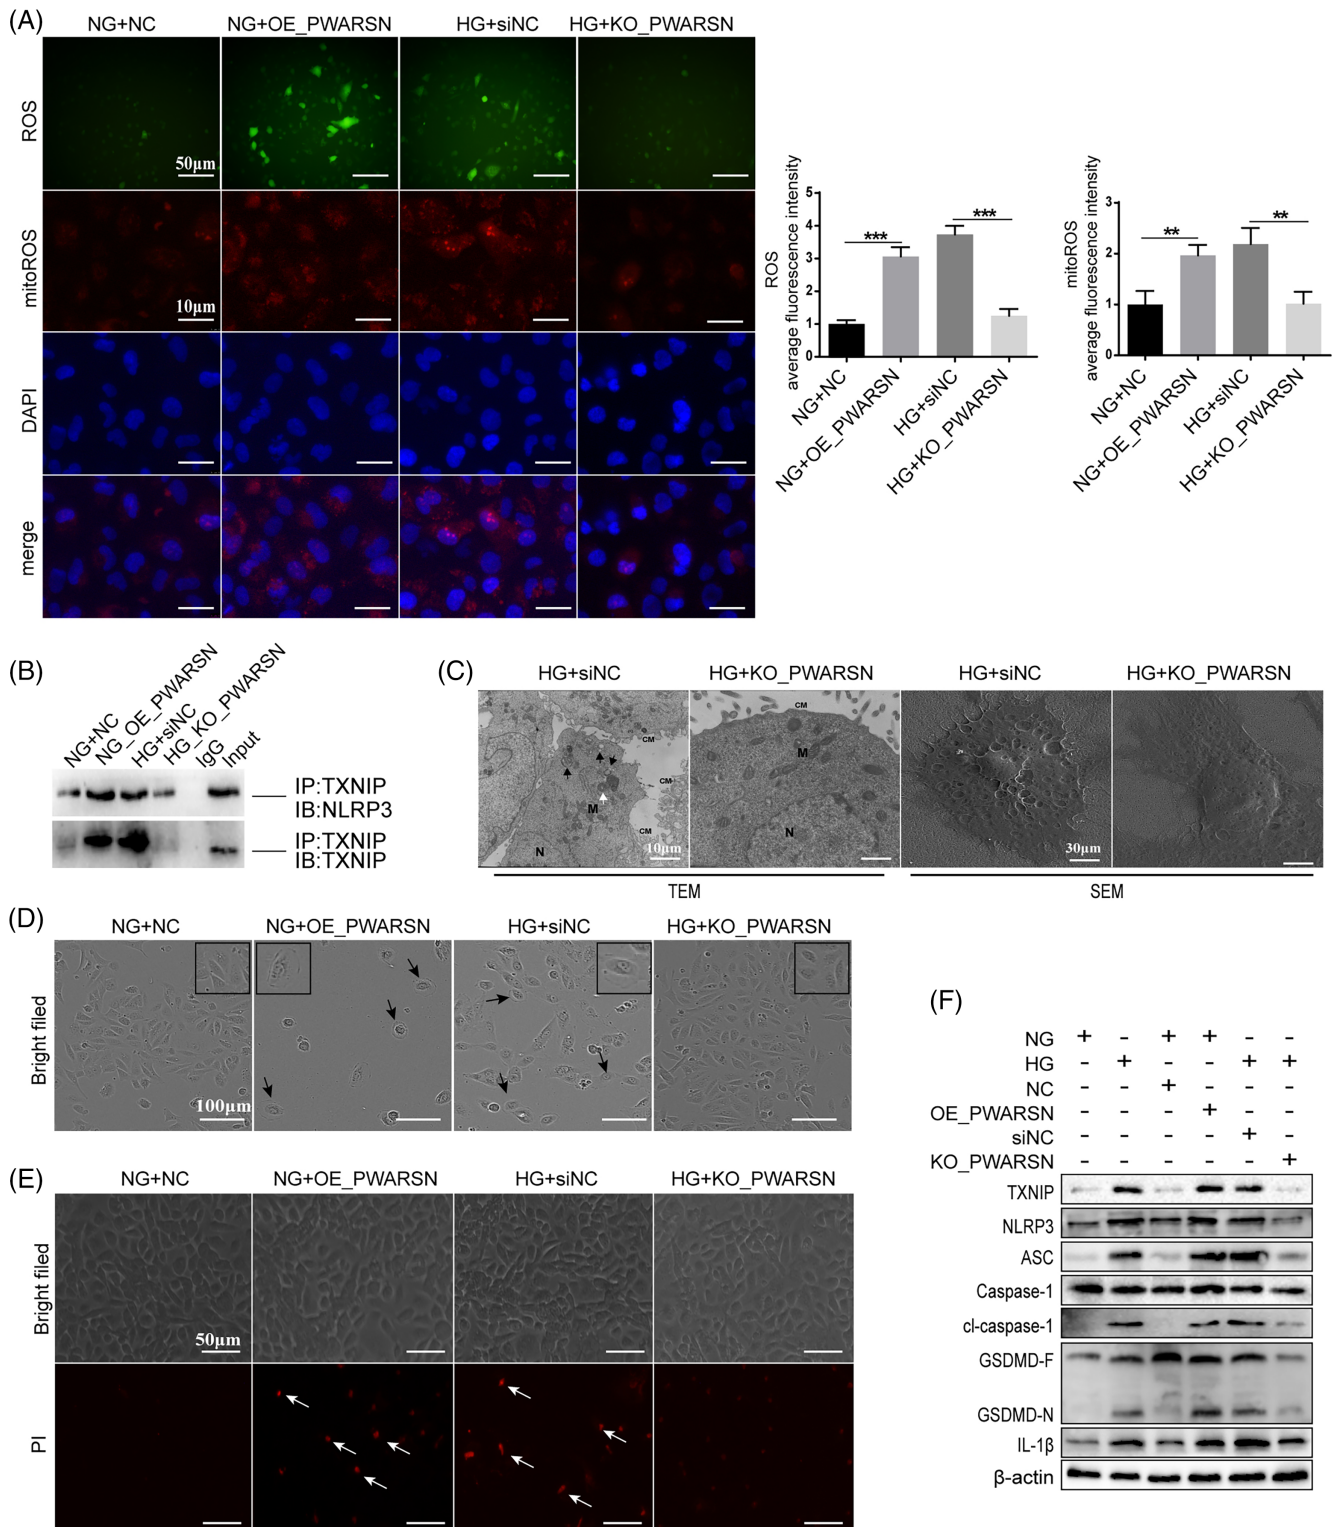 (A)
NG+NC
NG+OE_PWARSN
HG+siNC
HG+KO_PWARSN
ROS
50μm
mitoROS
10μm
DAPI
merge
ROS
average fluorescence intensity
5
4
3
2
1
0
***
***
NG+NC
NG+OE_PWARSN
HG+siNC
HG+KO_PWARSN
mitoROS
average fluorescence intensity
3
2
1
0
**
**
NG+NC
NG+OE_PWARSN
HG+siNC
HG+KO_PWARSN
(B)
NG+NC
NG_OE_PWARSN
HG+siNC
HG_KO_PWARSN
IgG
Input
IP:TXNIP
IB:NLRP3
IP:TXNIP
IB:TXNIP
(C)
HG+siNC
HG+KO_PWARSN
HG+siNC
HG+KO_PWARSN
CM
CM
CM
M
N
10μm
CM
CM
M
N
30μm
TEM
SEM
(D)
NG+NC
NG+OE_PWARSN
HG+siNC
HG+KO_PWARSN
Bright filed
100μm
(E)
NG+NC
NG+OE_PWARSN
HG+siNC
HG+KO_PWARSN
Bright filed
50μm
PI
(F)
NG + - + + - -
HG - + - - + +
NC - - + - - -
OE_PWARSN - - - + - -
siNC - - - - + -
KO_PWARSN - - - - - +
TXNIP
NLRP3
ASC
Caspase-1
cl-caspase-1
GSDMD-F
GSDMD-N
IL-1β
β-actin